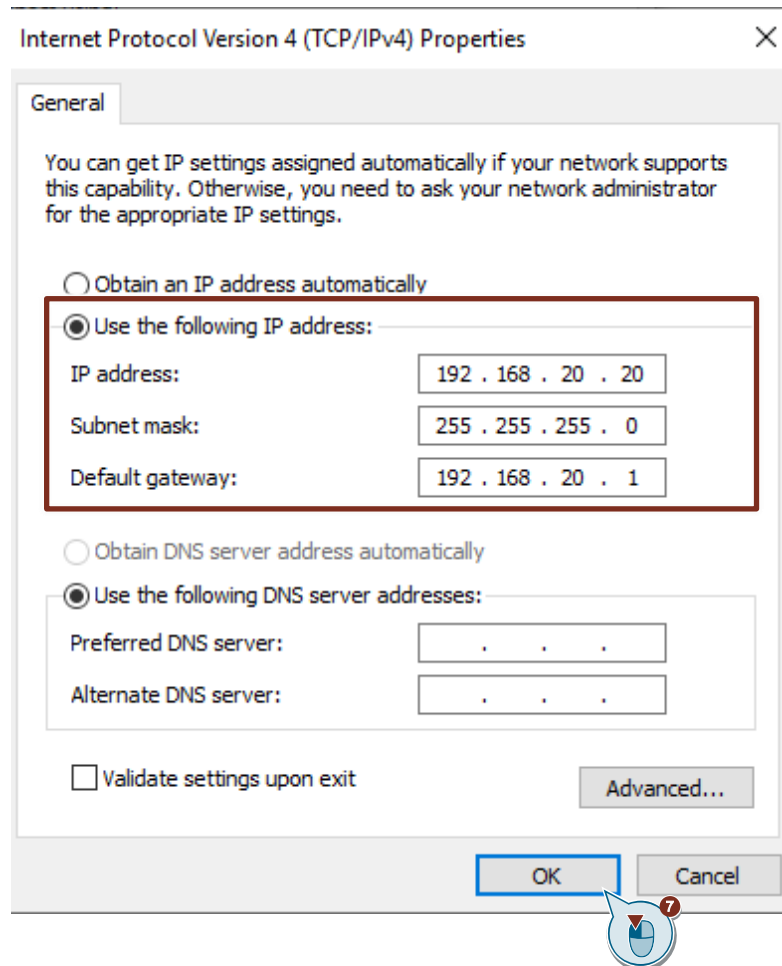 Internet Protocol Version 4 (TCP/IPv4) Properties
General
You can get IP settings assigned automatically if your network supports
this capability. Otherwise, you need to ask your network administrator
for the appropriate IP settings.
Obtain an IP address automatically
Use the following IP address:
IP address: 192 . 168 . 20 . 20
Subnet mask: 255 . 255 . 255 . 0
Default gateway: 192 . 168 . 20 . 1
Obtain DNS server address automatically
Use the following DNS server addresses:
Preferred DNS server: . . .
Alternate DNS server: . . .
Validate settings upon exit
Advanced...
OK Cancel
7